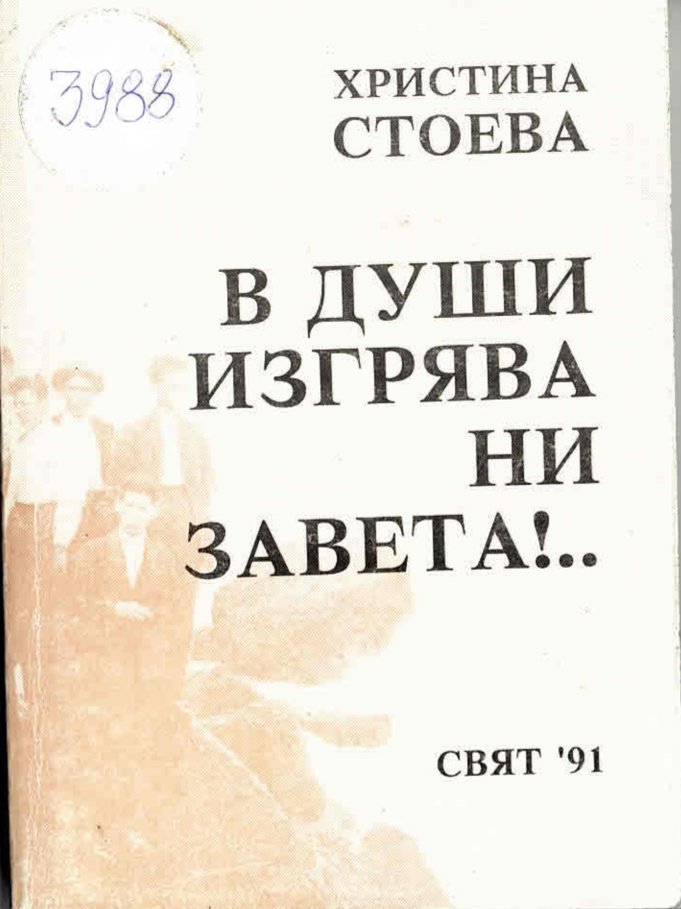 3988
ХРИСТИНА
СТОЕВА
В ДУШИ
ИЗГРЯВА
НИ
ЗАВЕТА!..
СВЯТ '91